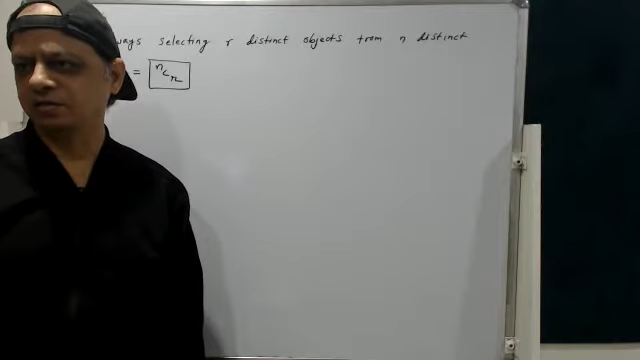 ways selecting r distinct objects from n distinct
= ⁿCᵣ